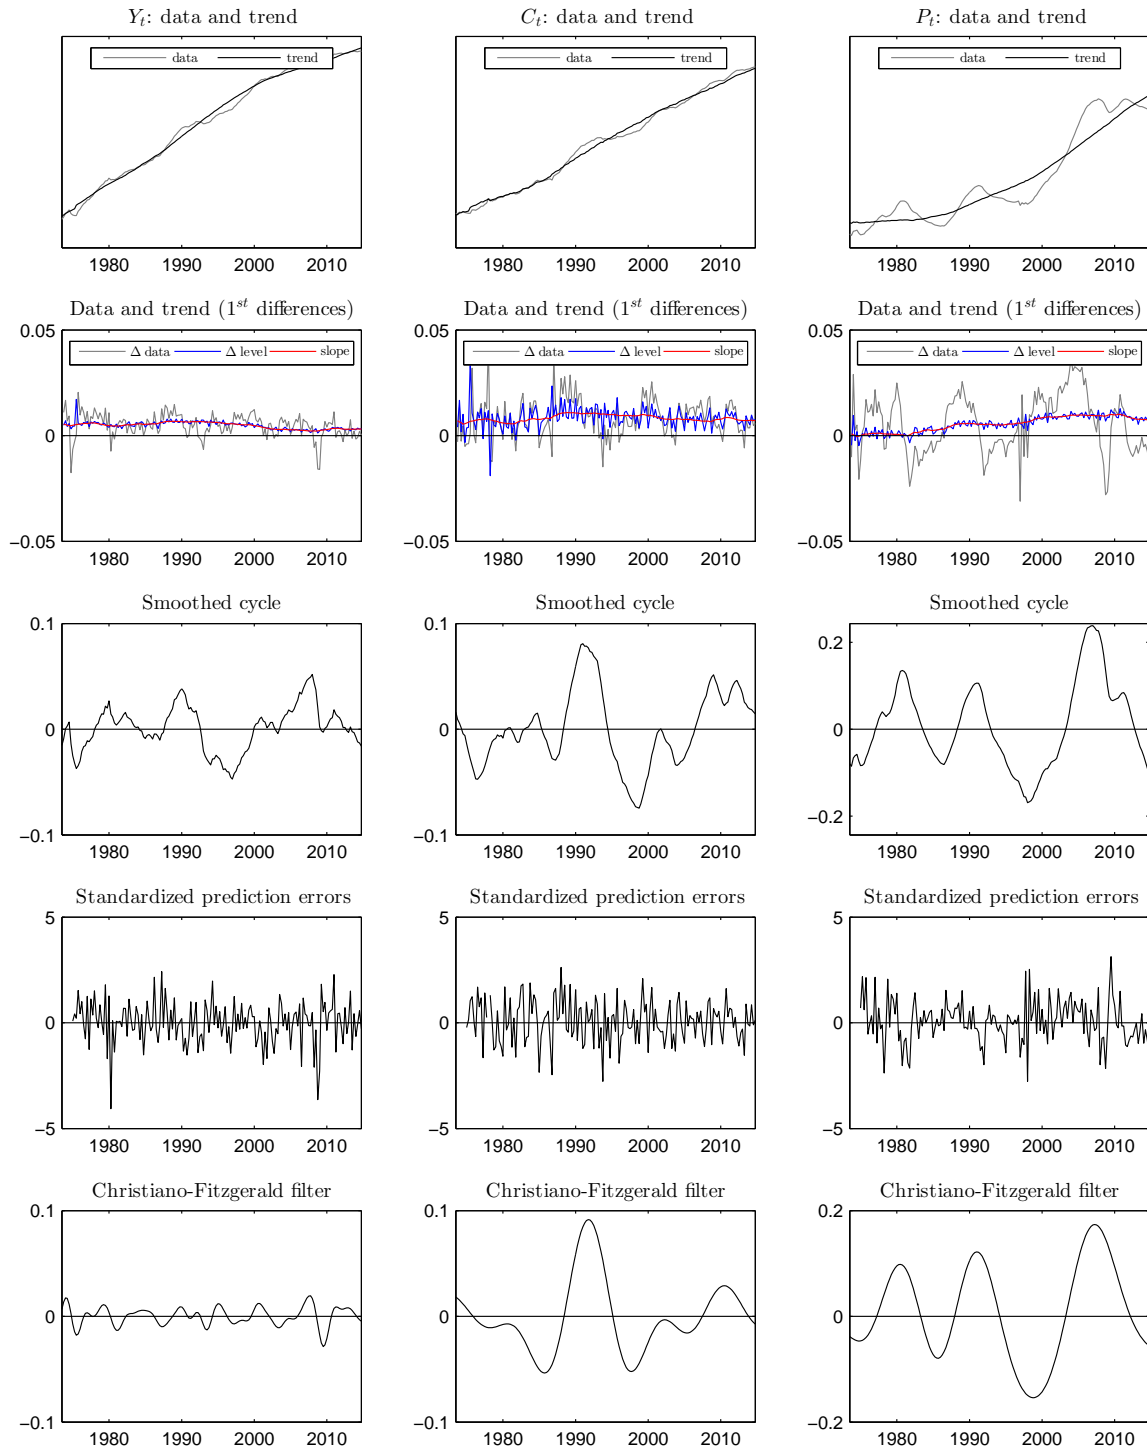 Y_t: data and trend
C_t: data and trend
P_t: data and trend
data trend
data trend
data trend
1980 1990 2000 2010
1980 1990 2000 2010
1980 1990 2000 2010
Data and trend (1^st differences)
Data and trend (1^st differences)
Data and trend (1^st differences)
0.05
0
−0.05
Δ data Δ level slope
1980 1990 2000 2010
0.05
0
−0.05
Δ data Δ level slope
1980 1990 2000 2010
0.05
0
−0.05
Δ data Δ level slope
1980 1990 2000 2010
Smoothed cycle
Smoothed cycle
Smoothed cycle
0.1
0
−0.1
1980 1990 2000 2010
0.1
0
−0.1
1980 1990 2000 2010
0.2
0
−0.2
1980 1990 2000 2010
Standardized prediction errors
Standardized prediction errors
Standardized prediction errors
5
0
−5
1980 1990 2000 2010
5
0
−5
1980 1990 2000 2010
5
0
−5
1980 1990 2000 2010
Christiano-Fitzgerald filter
Christiano-Fitzgerald filter
Christiano-Fitzgerald filter
0.1
0
−0.1
1980 1990 2000 2010
0.1
0
−0.1
1980 1990 2000 2010
0.2
0
−0.2
1980 1990 2000 2010